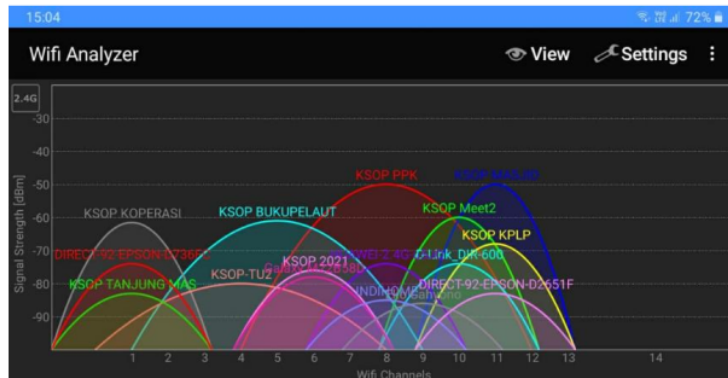 15:04
72%
Wifi Analyzer
View
Settings
2.4G
Signal Strength [dBm]
-30
-40
-50
-60
-70
-80
-90
KSOP PPK
KSOP MASJID
KSOP KOPERASI
KSOP BUKUPELAUT
KSOP Meet2
KSOP KPLP
DIRECT-92-EPSON-D736EC
KSOP 2021
G-Link_DIR-600
KSOP-TU2
KSOP TANJUNG MAS
DIRECT-92-EPSON-D2651F
INDIHOME
1 2 3 4 5 6 7 8 9 10 11 12 13 14
Wifi Channels